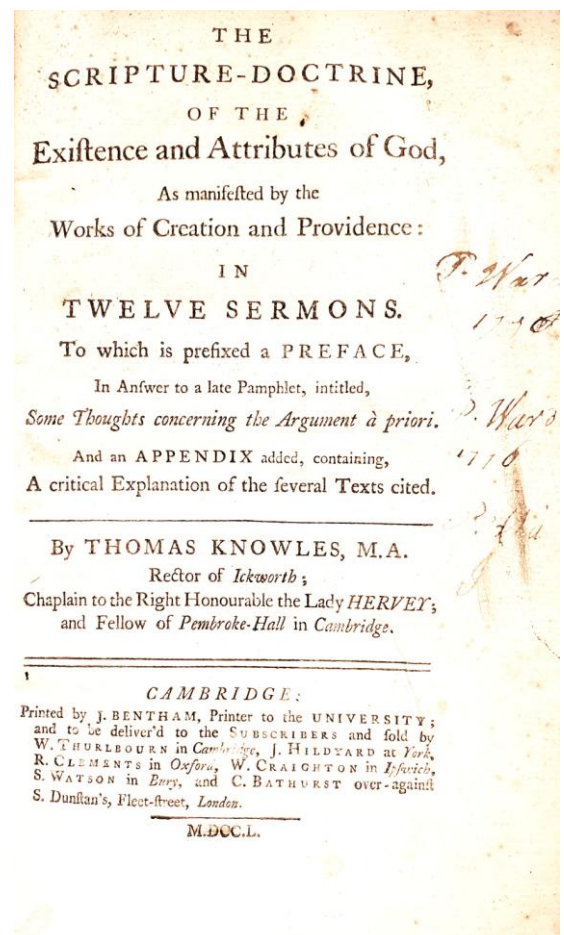 THE
SCRIPTURE-DOCTRINE,
OF THE
Exiſtence and Attributes of God,
As manifeſted by the
Works of Creation and Providence:
IN
TWELVE SERMONS.
To which is prefixed a PREFACE,
In Anſwer to a late Pamphlet, intitled,
Some Thoughts concerning the Argument à priori.
And an APPENDIX added, containing,
A critical Explanation of the ſeveral Texts cited.
By THOMAS KNOWLES, M.A.
Rector of Ickworth;
Chaplain to the Right Honourable the Lady HERVEY;
and Fellow of Pembroke-Hall in Cambridge.
CAMBRIDGE:
Printed by J. BENTHAM, Printer to the UNIVERSITY;
and to be deliver'd to the SUBSCRIBERS and ſold by
W. THURLBOURN in Cambridge, J. HILDYARD at York,
R. CLEMENTS in Oxford, W. CRAIGHTON in Ipſwich,
S. WATSON in Bury, and C. BATHURST over-againſt
S. Dunſtan's, Fleet-ſtreet, London.
M.DCC.L.
T. War
Ward
1776